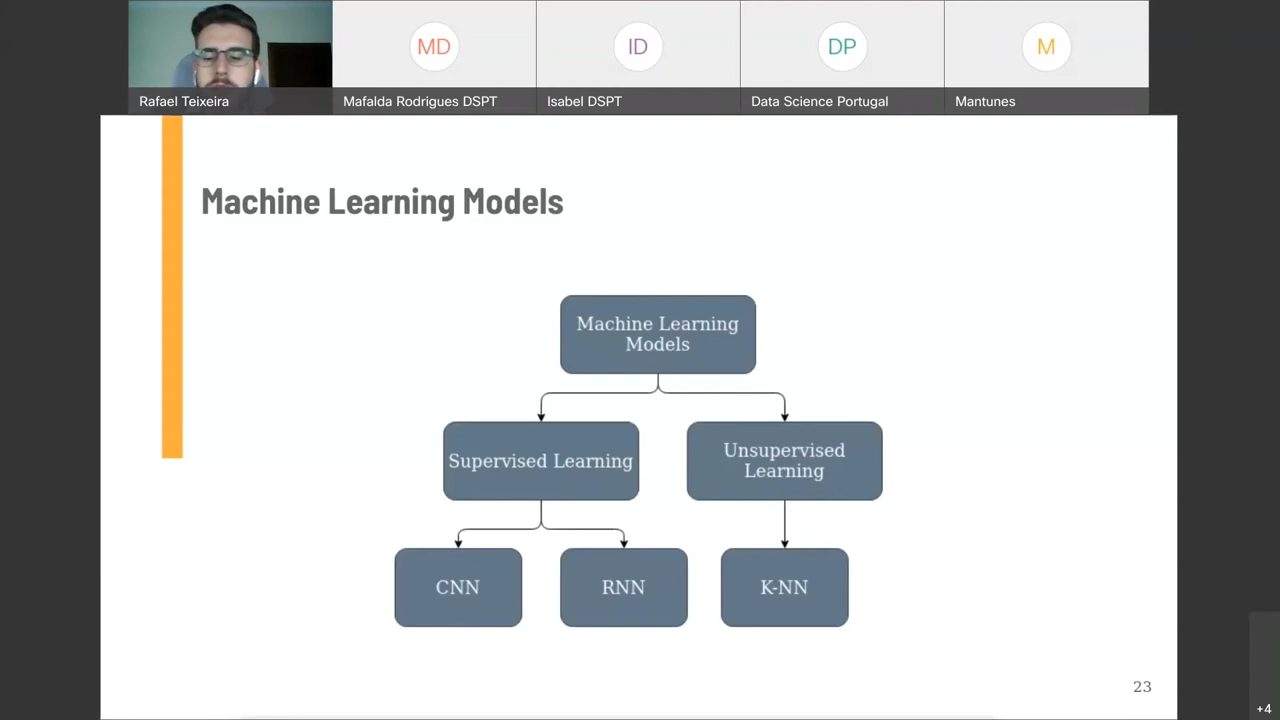 MD
ID
DP
M
Rafael Teixeira
Mafalda Rodrigues DSPT
Isabel DSPT
Data Science Portugal
Mantunes
Machine Learning Models
Machine Learning
Models
Supervised Learning
Unsupervised
Learning
CNN
RNN
K-NN
23
+4